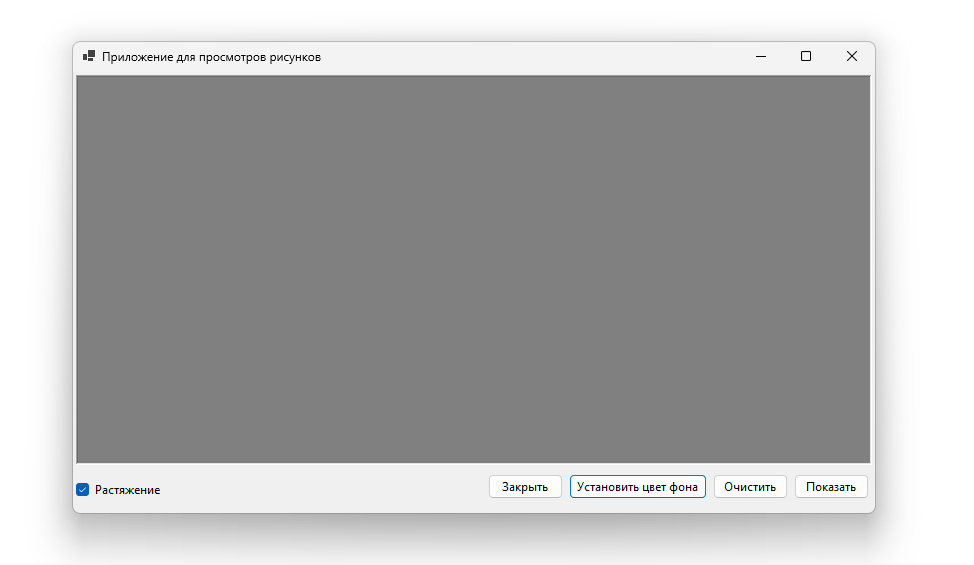 Приложение для просмотров рисунков
Растяжение
Закрыть
Установить цвет фона
Очистить
Показать